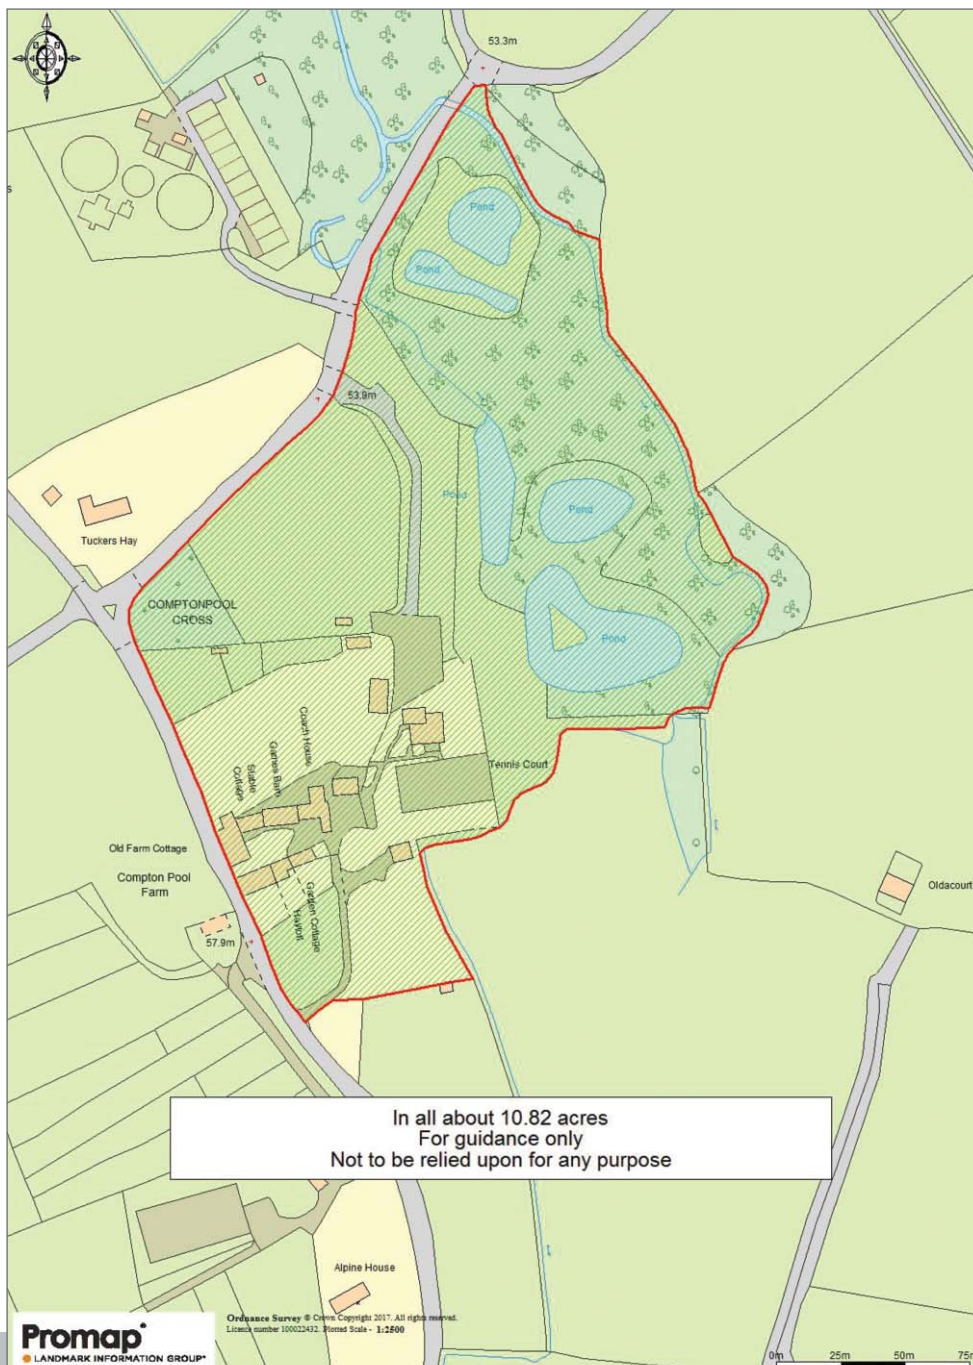 53.3m
Pond
Pond
53.9m
Pond
Pond
Tuckers Hay
COMPTONPOOL
CROSS
Pond
Coach House
Games Barn
Stable
Cottage
Tennis Court
Old Farm Cottage
Compton Pool
Farm
Oldacourt
Garden Cottage
Hayloft
57.9m
In all about 10.82 acres
For guidance only
Not to be relied upon for any purpose
Alpine House
Promap
LANDMARK INFORMATION GROUP
Ordnance Survey © Crown Copyright 2017. All rights reserved.
Licence number 100022432. Plotted Scale - 1:2500
0m 25m 50m 75m